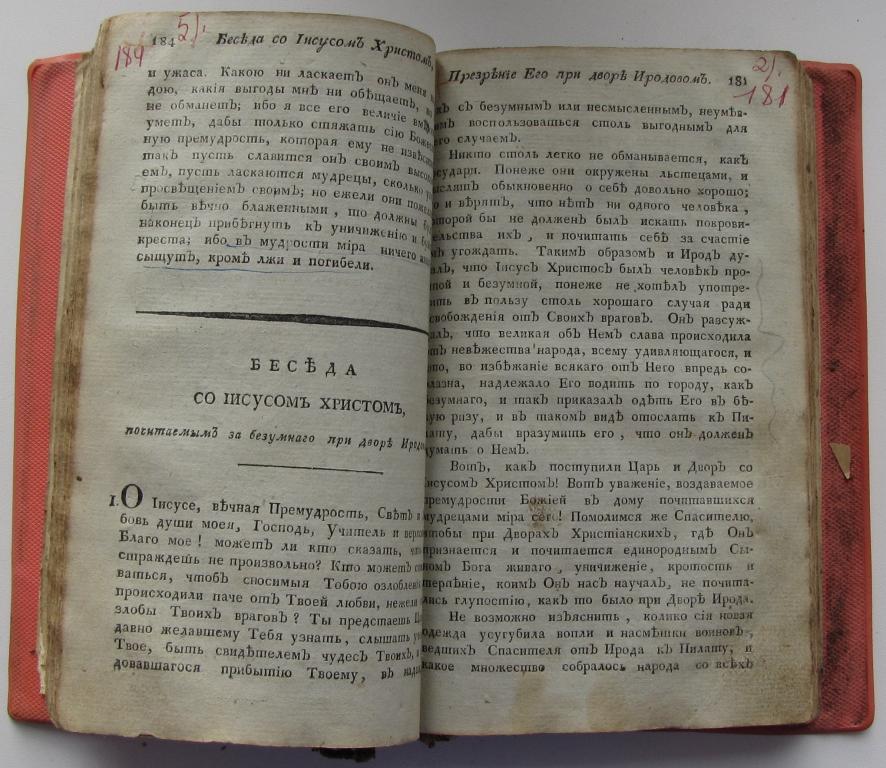 184 5).
184 Бесѣда со Іисусомъ Христомъ,
и ужаса. Какою ни ласкаетъ онъ меня
дою, какія выгоды мнѣ ни обѣщаетъ,
не обманетъ; ибо я все его величіе
уметъ, дабы только стяжать сію
ную премудрость, которая ему не
такъ пусть славится онъ своимъ
емъ, пусть ласкаются мудрецы, сколько
просвѣщеніемъ своимъ; но ежели они
быть вѣчно блаженными, то должны
наконец прибѣгнуть къ уничиженію и
креста; ибо въ мудрости міра ничего
сыщутъ, кромѣ лжи и погибели.
БЕСѢДА
СО ІИСУСОМЪ ХРИСТОМЪ,
почитаемымъ за безумнаго при Дворѣ
1. О Іисусе, вѣчная Премудрость, Свѣтъ и
бовь души моея, Господь, Учитель и
Благо мое! можетъ ли кто сказать,
страждешь не произвольно? Кто можетъ
ваться, чтобъ сносимыя Тобою
происходили паче отъ Твоей любви, нежели
злобы Твоихъ враговъ? Ты предстаешь
давно желавшему Тебя узнать, слышать
Твое, быть свидѣтелемъ чудесъ Твоихъ, и
довавшагося прибытію Твоему, въ
2).
Презрѣніе Его при дворѣ Иродовомъ. 181
181
съ безумнымъ или несмысленнымъ, неумѣв-
воспользоваться столь выгоднымъ для
случаемъ.
Никто столь легко не обманывается, какъ
Государи. Понеже они окружены льстецами, и
мыслятъ обыкновенно о себѣ довольно хорошо;
то и вѣрятъ, что нѣтъ ни одного человѣка,
которой бы не долженъ былъ искать покрови-
тельства ихъ, и почитать себѣ за счастіе
имъ угождать. Такимъ образомъ и Иродъ ду-
малъ, что Іисусъ Христосъ былъ человѣкъ про-
стой и безумной, понеже не хотѣлъ употре-
бить въ пользу столь хорошаго случая ради
освобожденія отъ Своихъ враговъ. Онъ разсуж-
далъ, что великая объ Немъ слава происходила
отъ невѣжества народа, всему удивляющагося, и
что, во избѣжаніе всякаго отъ Него впредь со-
блазна, надлежало Его водить по городу, какъ
безумнаго, и такъ приказалъ одѣть Его въ бѣ-
лую ризу, и въ такомъ видѣ отослать къ Пи-
лату, дабы вразумить его, что онъ долженъ
думать о Немъ.
Вотъ, какъ поступили Царь и Дворъ со
Іисусомъ Христомъ! Вотъ уваженіе, воздаваемое
премудрости Божіей въ дому почитавшихся
мудрецами міра сего! Помолимся же Спасителю,
чтобы при Дворахъ Христіанскихъ, гдѣ Онъ
признается и почитается единороднымъ Сы-
номъ Бога живаго, уничиженіе, кротость и
терпѣніе, коимъ Онъ насъ научалъ, не почита-
лись глупостію, какъ то было при Дворѣ Ирода.
Не возможно изъяснить, колико сія новая
одежда усугубила вопли и насмѣшки воиновъ,
ведшихъ Спасителя отъ Ирода къ Пилату, и
какое множество собралось народа со всѣхъ